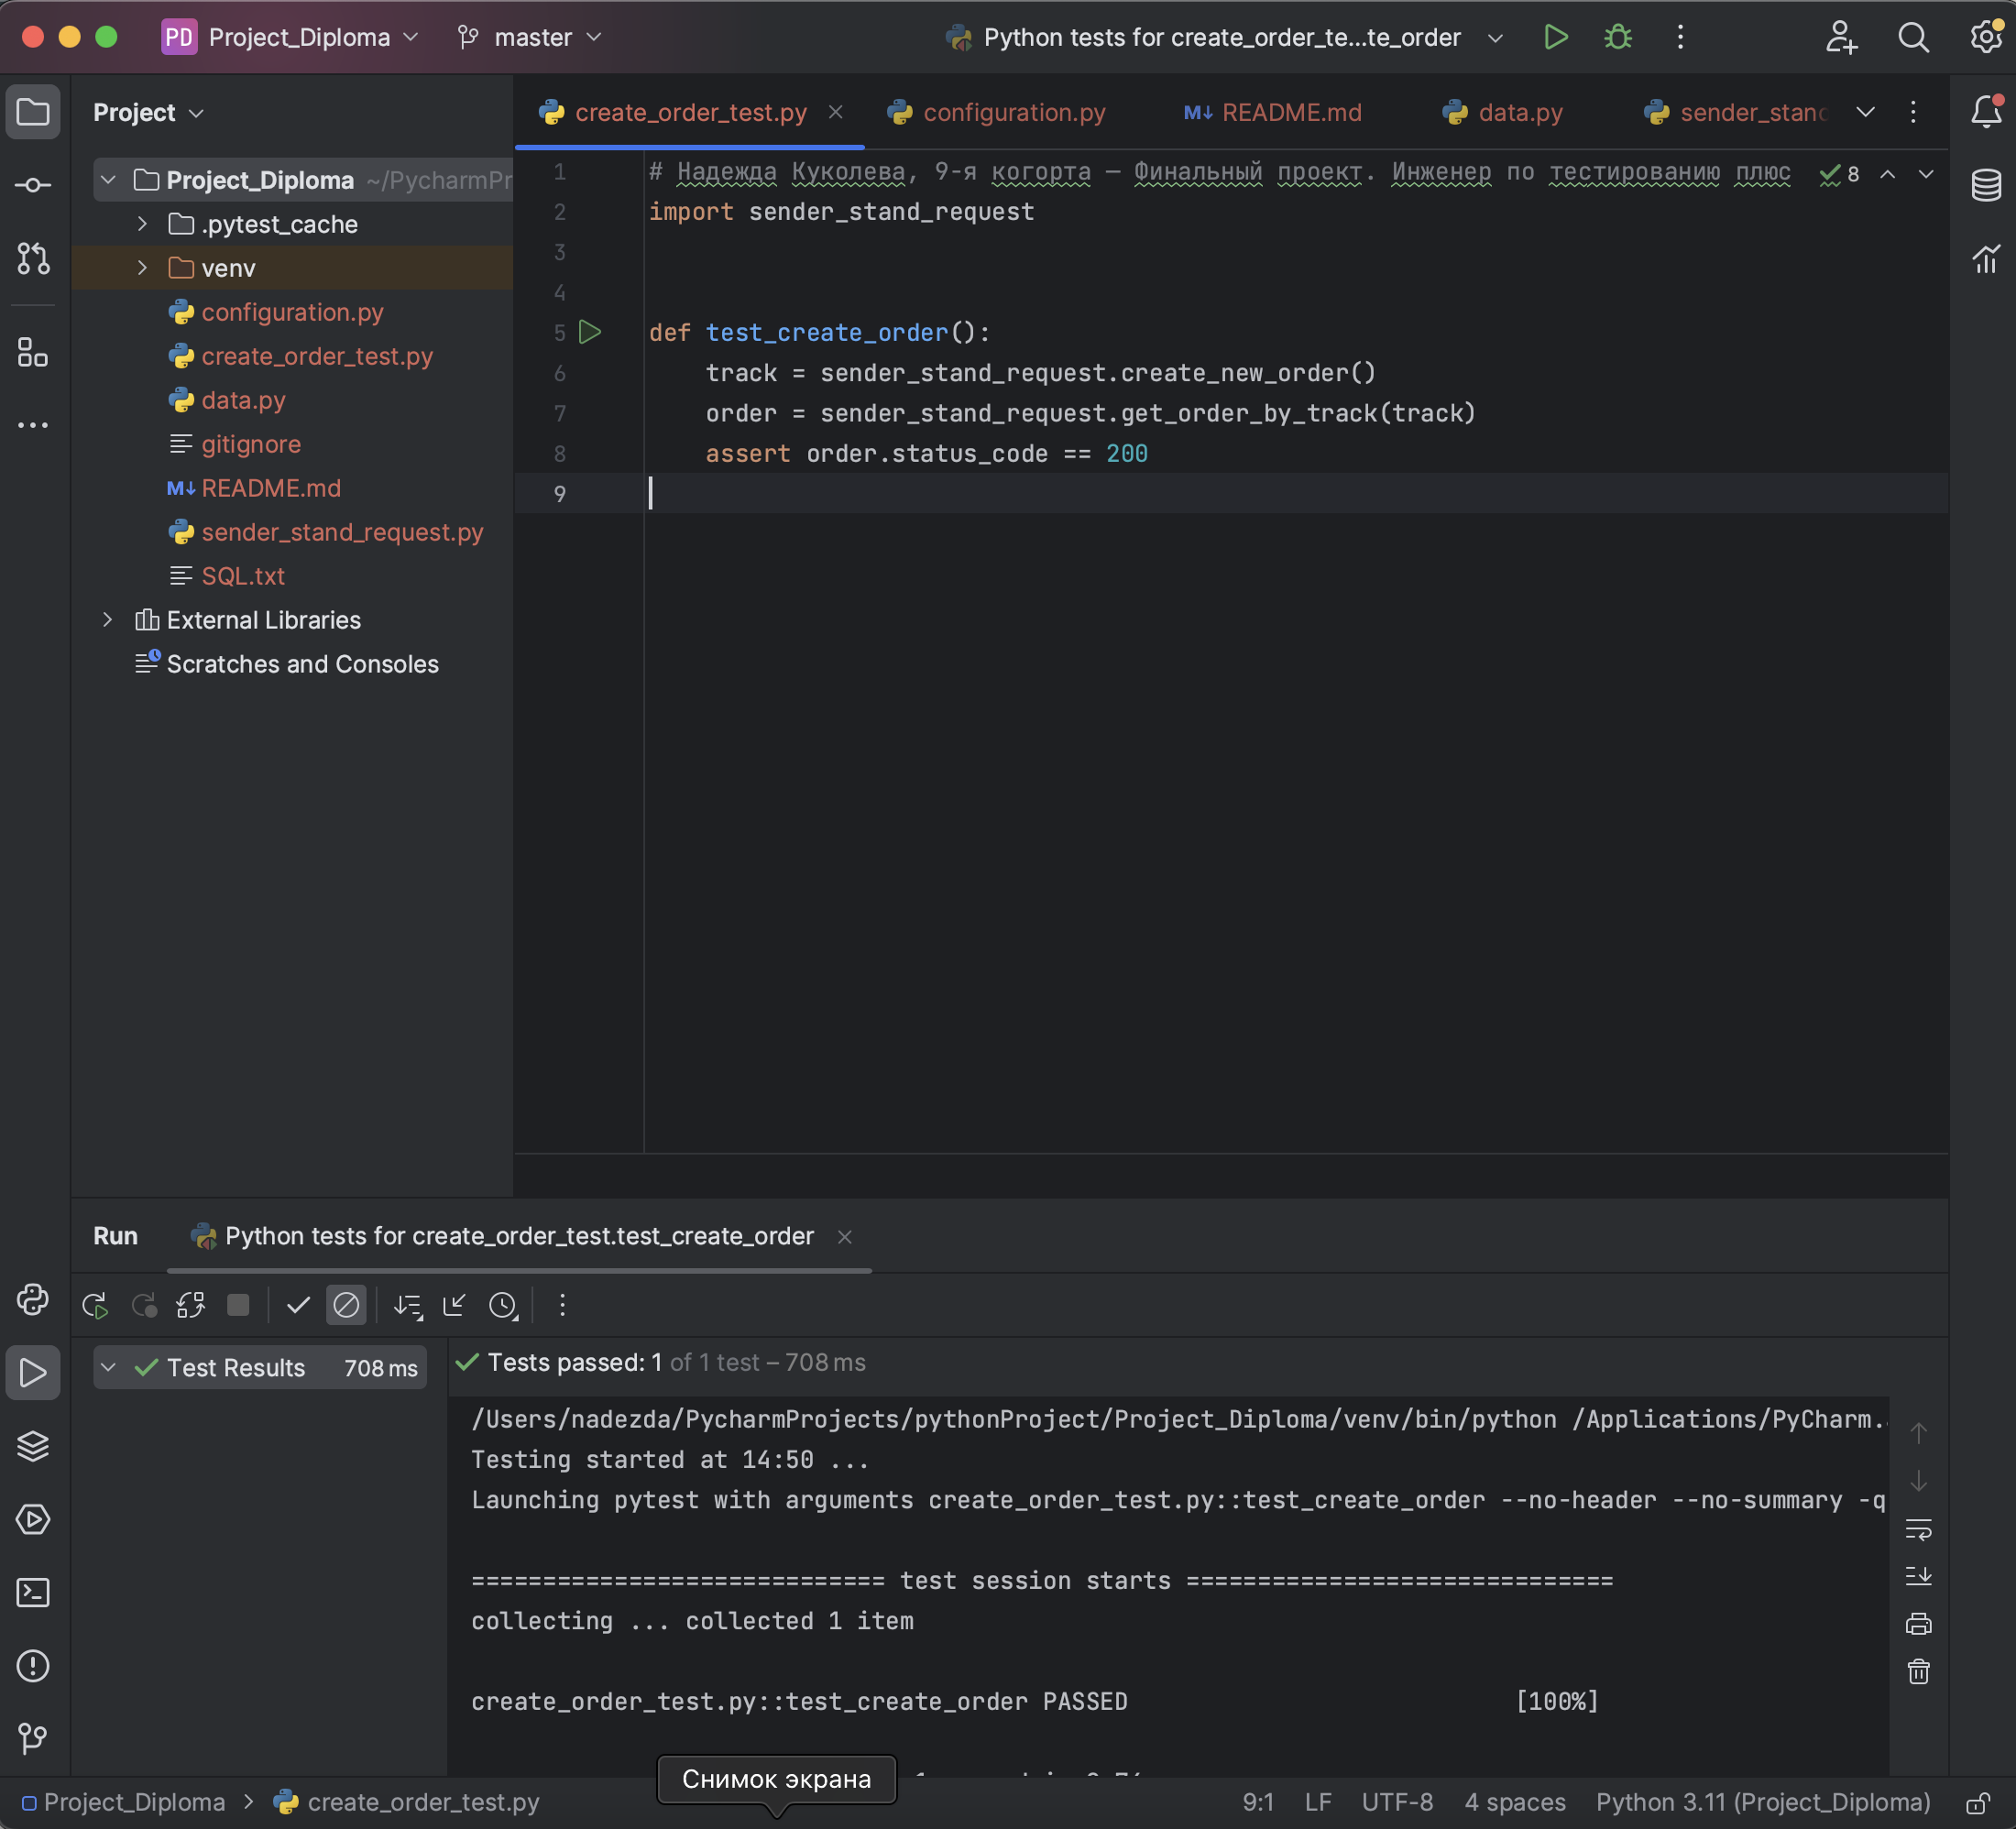 PD Project_Diploma master Python tests for create_order_te...te_order
Project
create_order_test.py configuration.py M↓ README.md data.py sender_stand
Project_Diploma ~/PycharmPr
.pytest_cache
venv
configuration.py
create_order_test.py
data.py
gitignore
M↓ README.md
sender_stand_request.py
SQL.txt
External Libraries
Scratches and Consoles
1 # Надежда Куколева, 9-я когорта — Финальный проект. Инженер по тестированию плюс 8
2 import sender_stand_request
3
4
5 def test_create_order():
6     track = sender_stand_request.create_new_order()
7     order = sender_stand_request.get_order_by_track(track)
8     assert order.status_code == 200
9
Run Python tests for create_order_test.test_create_order
Test Results 708 ms
Tests passed: 1 of 1 test – 708 ms
/Users/nadezda/PycharmProjects/pythonProject/Project_Diploma/venv/bin/python /Applications/PyCharm.
Testing started at 14:50 ...
Launching pytest with arguments create_order_test.py::test_create_order --no-header --no-summary -q
============================= test session starts ==============================
collecting ... collected 1 item
create_order_test.py::test_create_order PASSED [100%]
Снимок экрана
Project_Diploma > create_order_test.py 9:1 LF UTF-8 4 spaces Python 3.11 (Project_Diploma)